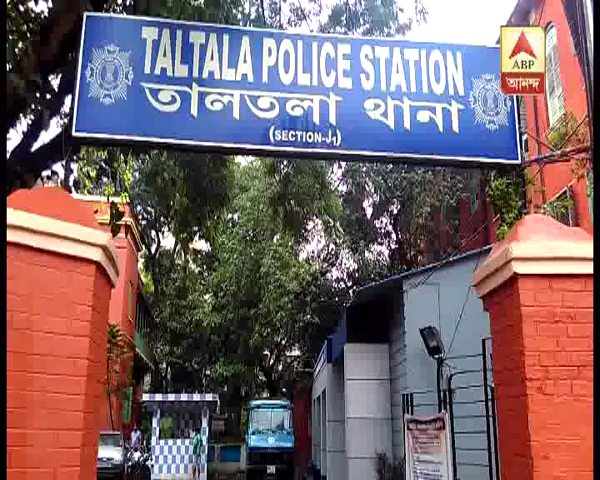 TALTALA POLICE STATION
তালতলা থানা
(SECTION-J1)
ABP
আনন্দ